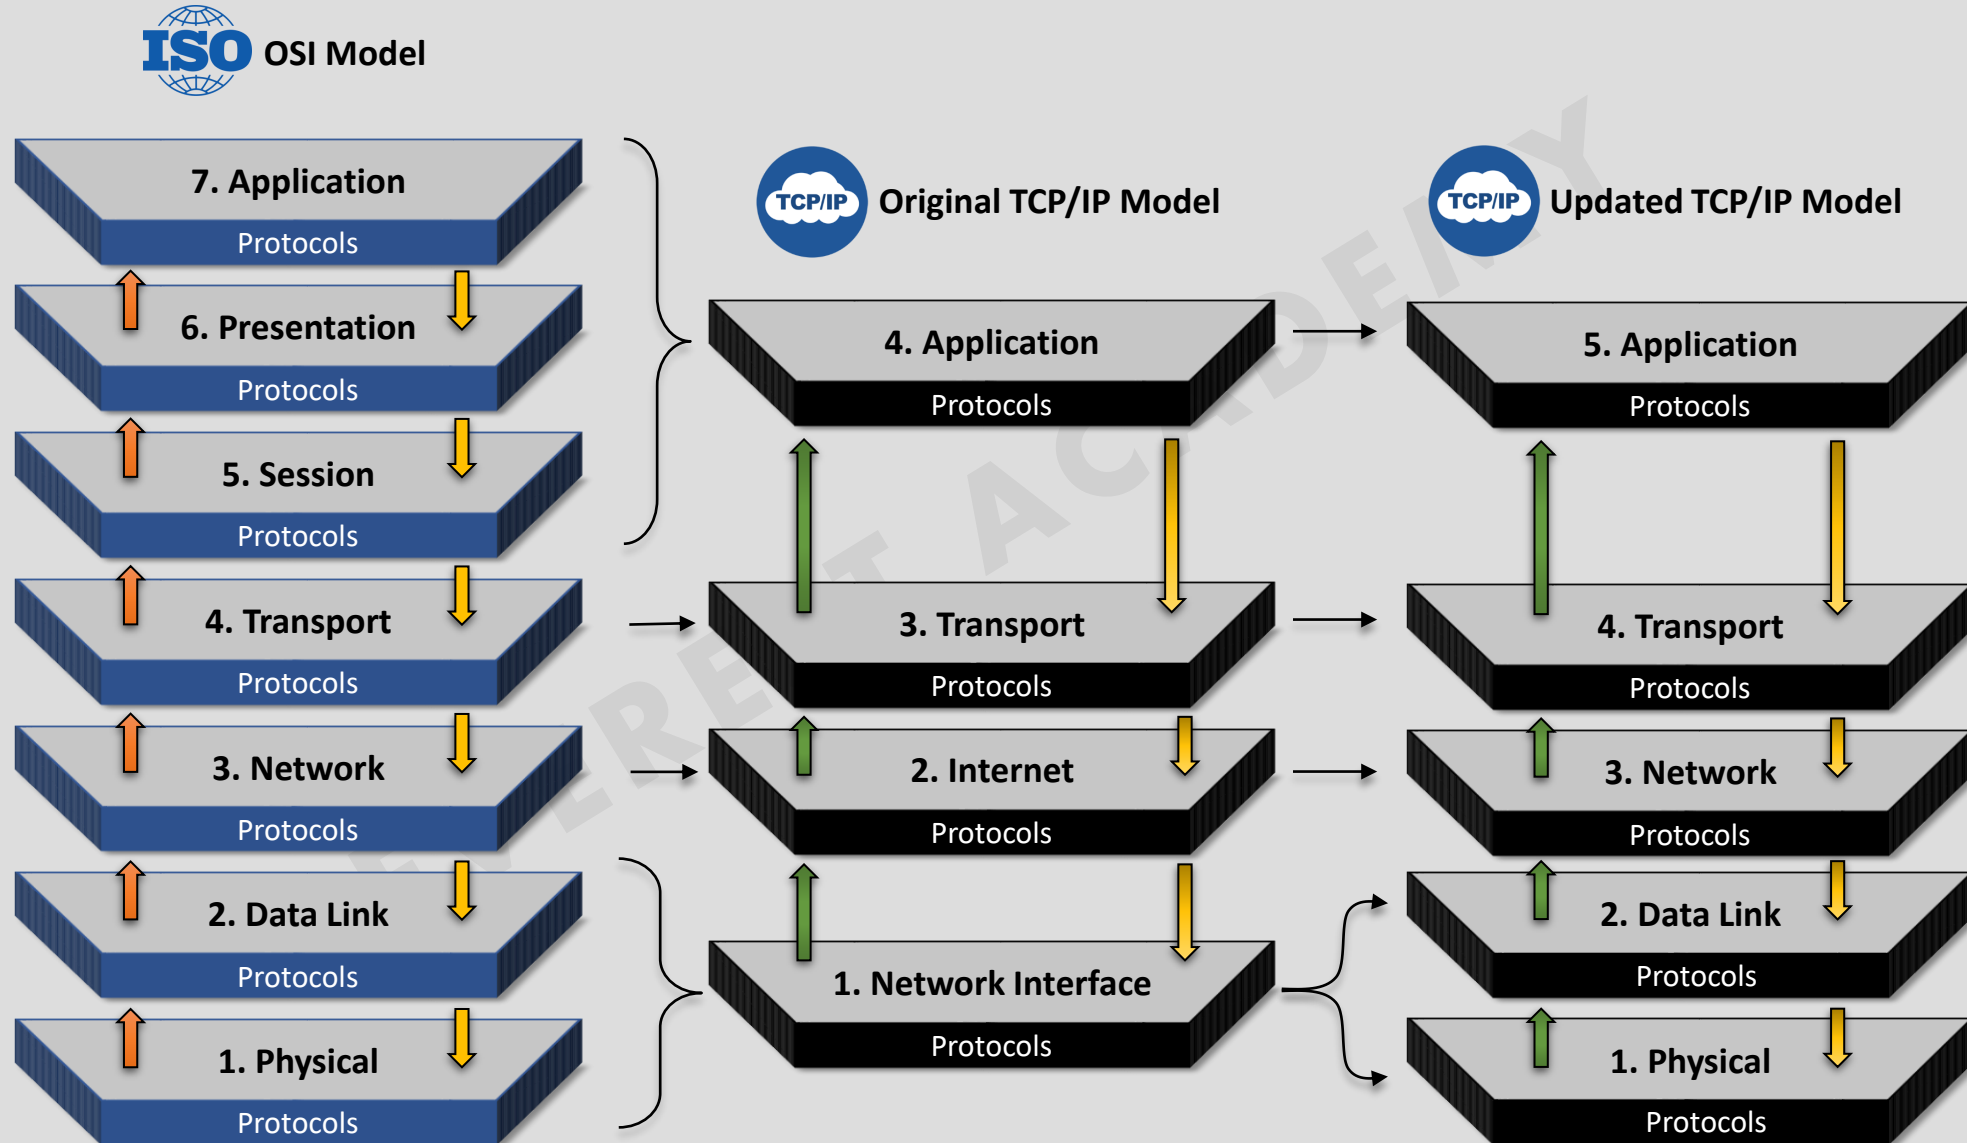 ISO OSI Model
7. Application
Protocols
6. Presentation
Protocols
5. Session
Protocols
4. Transport
Protocols
3. Network
Protocols
2. Data Link
Protocols
1. Physical
Protocols
TCP/IP Original TCP/IP Model
4. Application
Protocols
3. Transport
Protocols
2. Internet
Protocols
1. Network Interface
Protocols
TCP/IP Updated TCP/IP Model
5. Application
Protocols
4. Transport
Protocols
3. Network
Protocols
2. Data Link
Protocols
1. Physical
Protocols
EVEREST ACADEMY